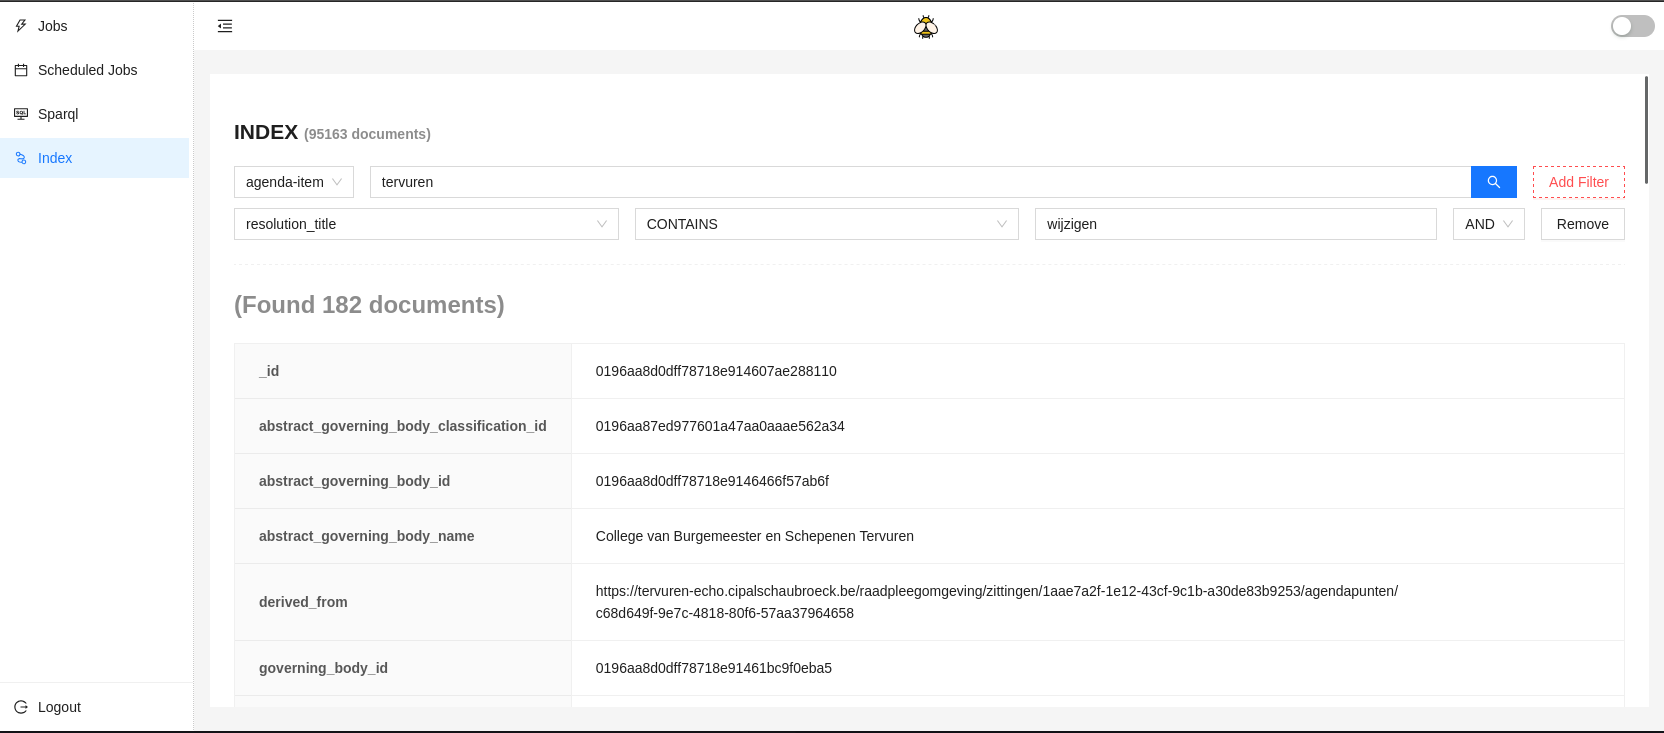 Jobs
Scheduled Jobs
Sparql
Index
Logout
INDEX (95163 documents)
agenda-item tervuren Add Filter
resolution_title CONTAINS wijzigen AND Remove
(Found 182 documents)
_id 0196aa8d0dff78718e914607ae288110
abstract_governing_body_classification_id 0196aa87ed977601a47aa0aaae562a34
abstract_governing_body_id 0196aa8d0dff78718e9146466f57ab6f
abstract_governing_body_name College van Burgemeester en Schepenen Tervuren
derived_from https://tervuren-echo.cipalschaubroeck.be/raadpleegomgeving/zittingen/1aae7a2f-1e12-43cf-9c1b-a30de83b9253/agendapunten/
c68d649f-9e7c-4818-80f6-57aa37964658
governing_body_id 0196aa8d0dff78718e91461bc9f0eba5